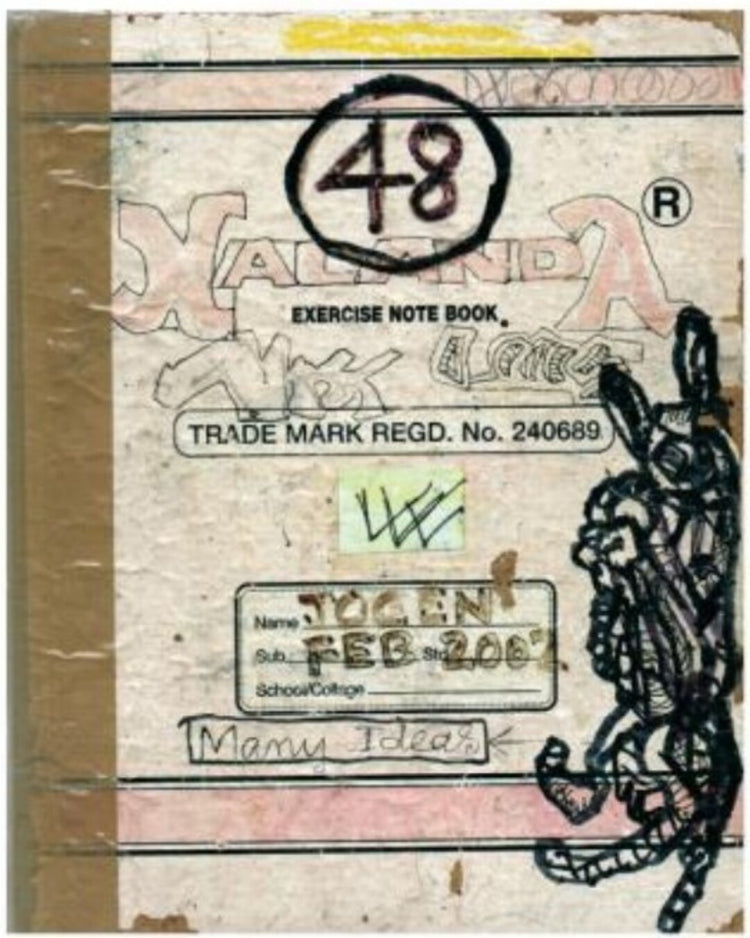 48
NALANDA ®
EXERCISE NOTE BOOK.
TRADE MARK REGD. No. 240689
Name JOGEN
Sub. FEB Std. 2007
School/College
Many Ideas